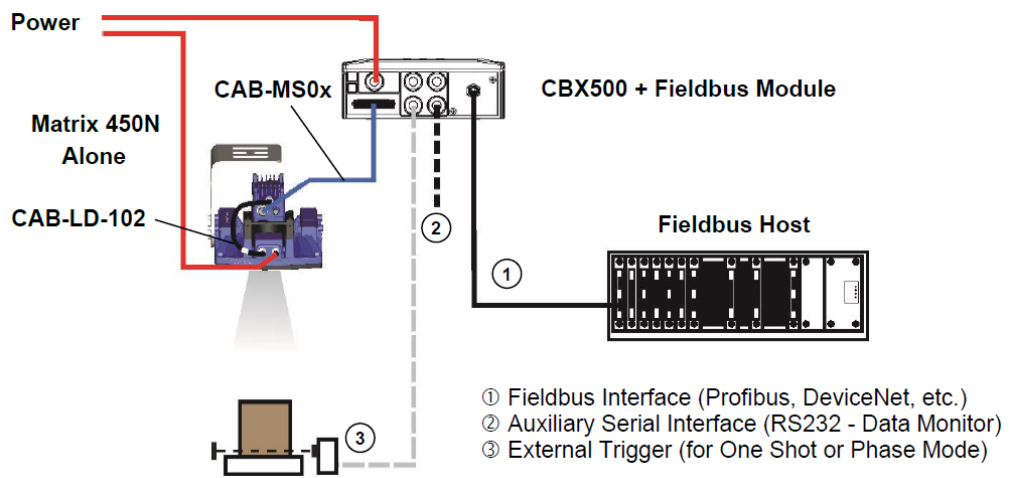 Power
CAB-MS0x
CBX500 + Fieldbus Module
Matrix 450N
Alone
CAB-LD-102
2
Fieldbus Host
1
3
① Fieldbus Interface (Profibus, DeviceNet, etc.)
② Auxiliary Serial Interface (RS232 - Data Monitor)
③ External Trigger (for One Shot or Phase Mode)